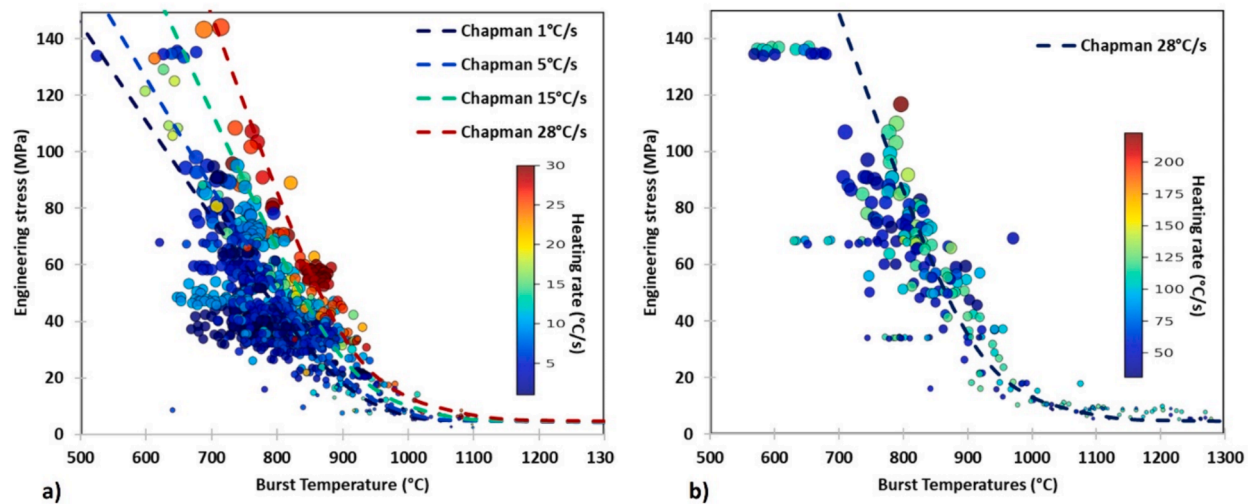 140
120
100
80
60
40
20
0
Engineering stress (MPa)
500 600 700 800 900 1000 1100 1200 130
Burst Temperature (°C)
a)
Chapman 1°C/s
Chapman 5°C/s
Chapman 15°C/s
Chapman 28°C/s
30
25
20
15
10
5
Heating rate (°C/s)
b)
140
120
100
80
60
40
20
0
Engineering stress (MPa)
500 600 700 800 900 1000 1100 1200 1300
Burst Temperatures (°C)
Chapman 28°C/s
200
175
150
125
100
75
50
Heating rate (°C/s)